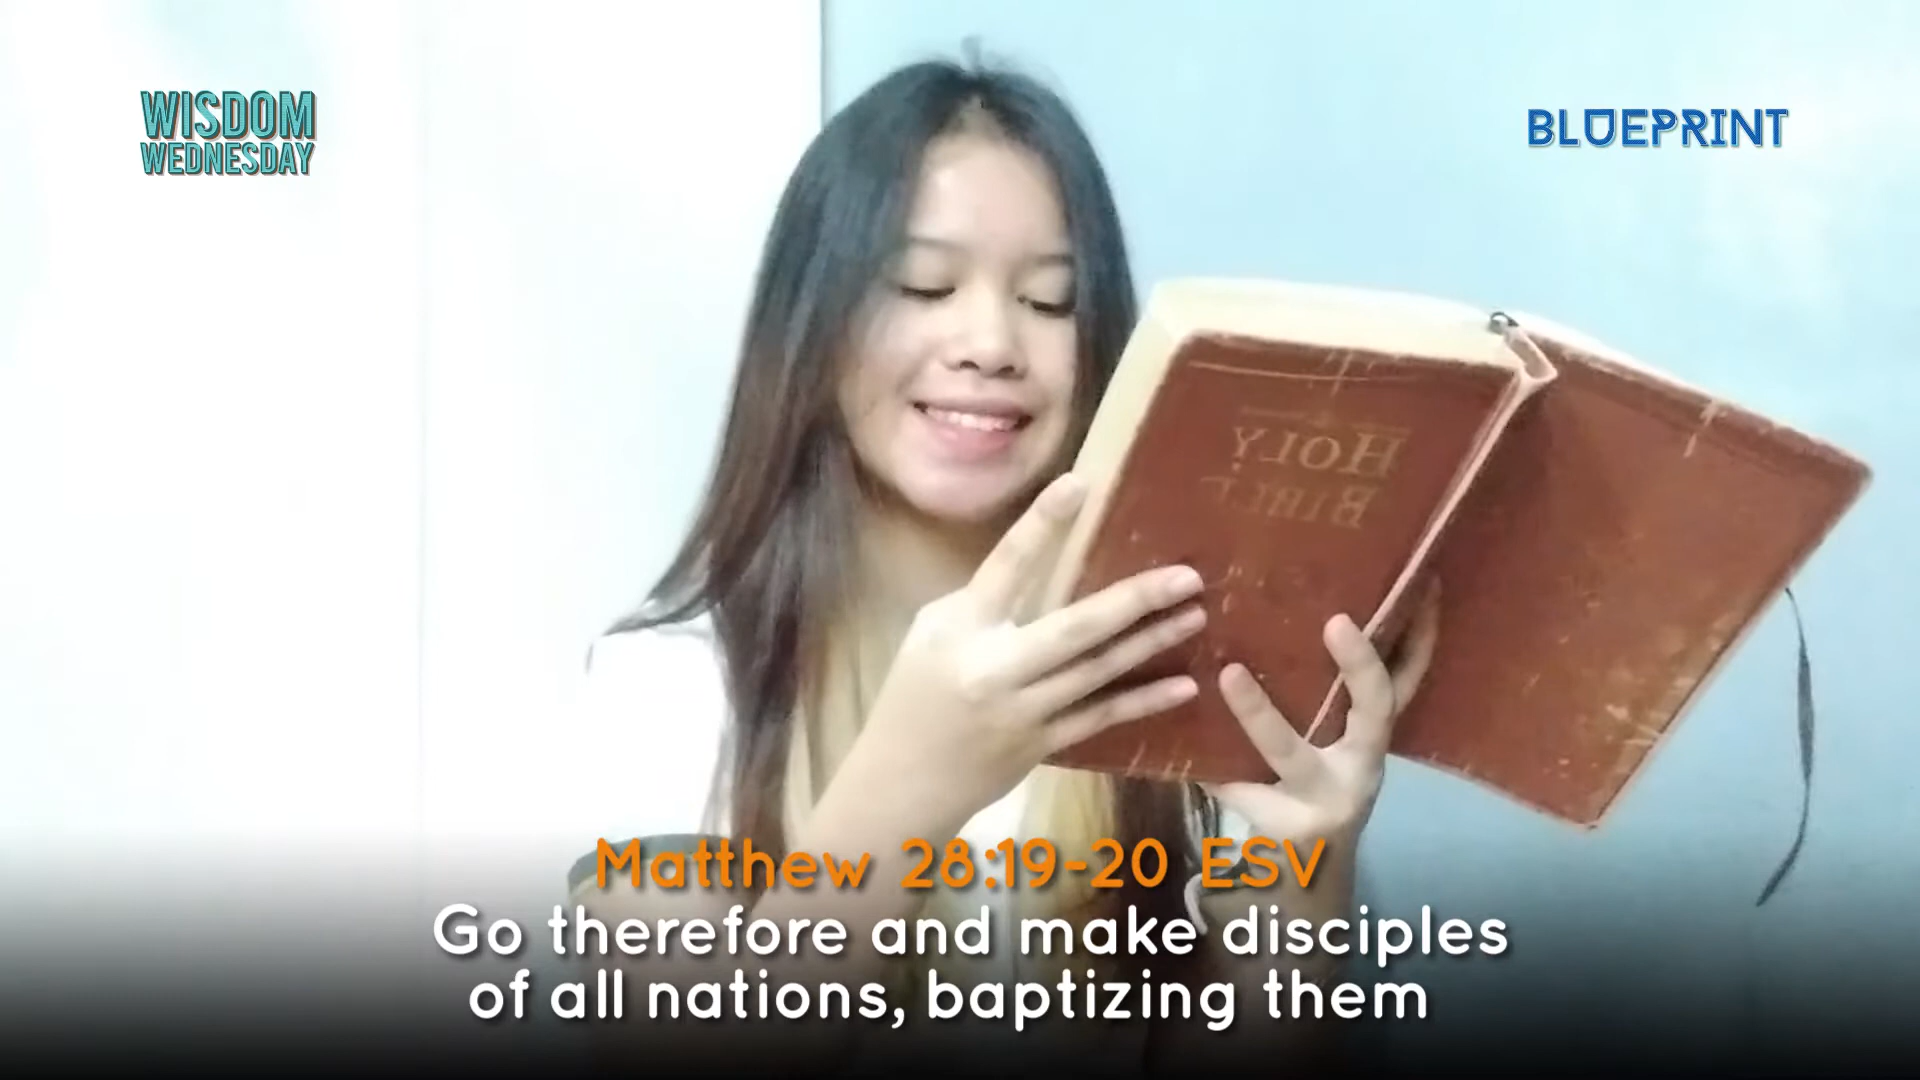 WISDOM
WEDNESDAY
BLUEPRINT
HOLY
BIBLE
Matthew 28:19-20 ESV
Go therefore and make disciples
of all nations, baptizing them